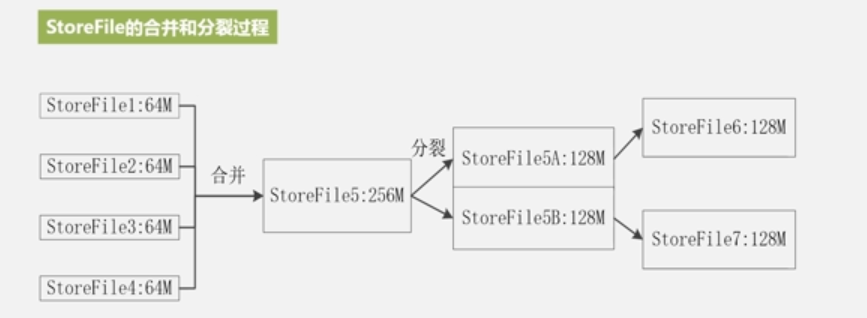 StoreFile的合并和分裂过程
StoreFile1:64M
StoreFile2:64M
StoreFile3:64M
StoreFile4:64M
合并
StoreFile5:256M
分裂
StoreFile5A:128M
StoreFile5B:128M
StoreFile6:128M
StoreFile7:128M